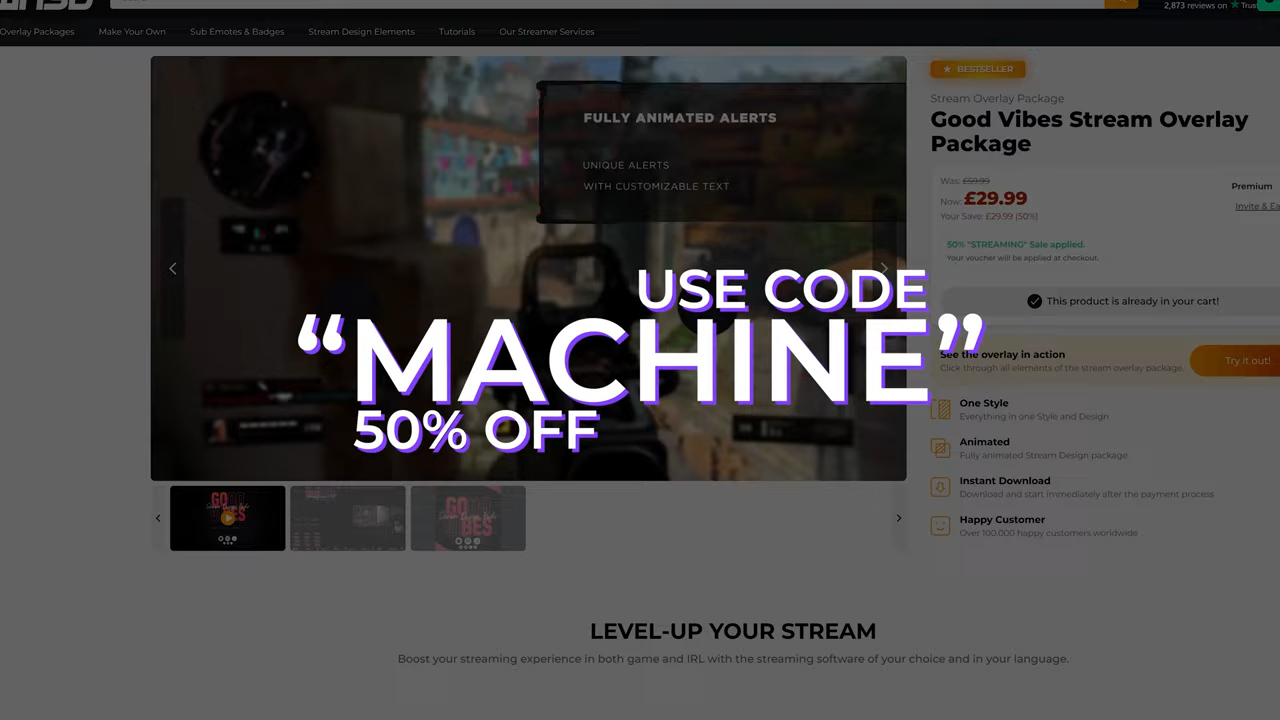 2,873 reviews on
Overlay Packages
Make Your Own
Sub Emotes & Badges
Stream Design Elements
Tutorials
Our Streamer Services
FULLY ANIMATED ALERTS
UNIQUE ALERTS
WITH CUSTOMIZABLE TEXT
BESTSELLER
Stream Overlay Package
Good Vibes Stream Overlay
Package
Was: £59.99
Now: £29.99
Your Save: £29.99 (50%)
Premium
50% "STREAMING" Sale applied.
Your voucher will be applied at checkout.
This product is already in your cart!
USE CODE
“MACHINE”
50% OFF
See the overlay in action
Click through all elements of the stream overlay package.
Try it out!
One Style
Everything in one Style and Design
Animated
Fully animated Stream Design package
Instant Download
Download and start immediately after the payment process
Happy Customer
Over 100.000 happy customers worldwide
LEVEL-UP YOUR STREAM
Boost your streaming experience in both game and IRL with the streaming software of your choice and in your language.